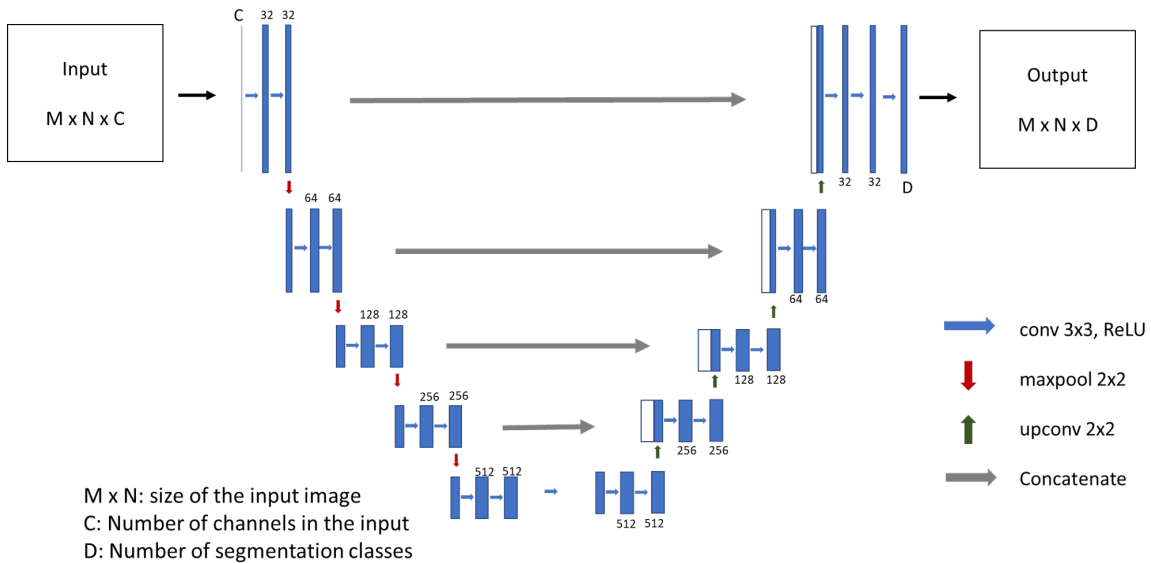 Input
M x N x C
C
32 32
64 64
128 128
256 256
512 512
512 512
256 256
128 128
64 64
32 32
D
Output
M x N x D
conv 3x3, ReLU
maxpool 2x2
upconv 2x2
Concatenate
M x N: size of the input image
C: Number of channels in the input
D: Number of segmentation classes